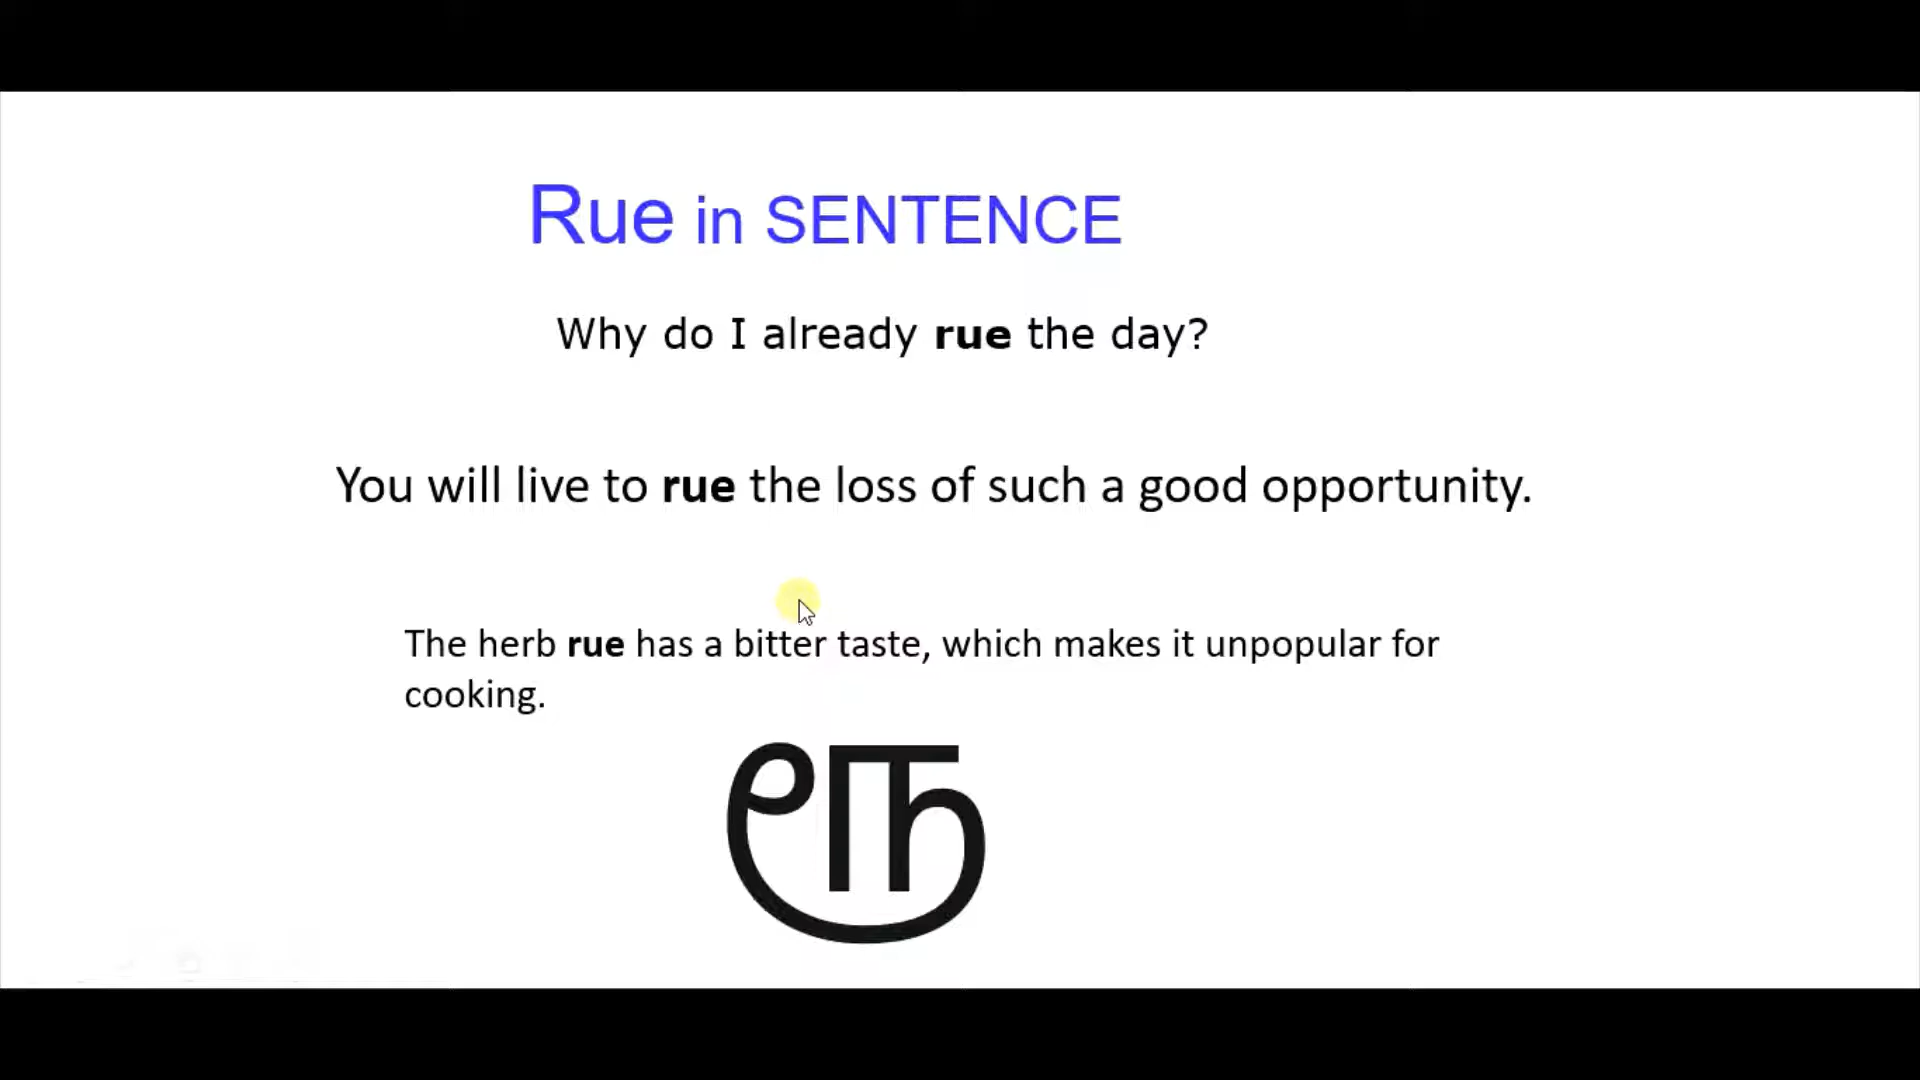 Rue in SENTENCE
Why do I already rue the day?
You will live to rue the loss of such a good opportunity.
The herb rue has a bitter taste, which makes it unpopular for
cooking.
ரூ